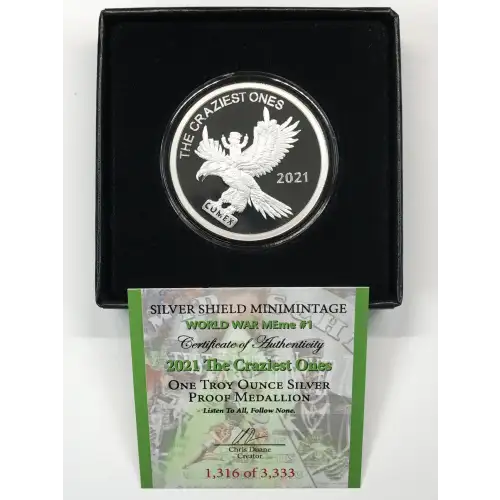 THE CRAZIEST ONES
2021
COMEX
SILVER SHIELD MINIMINTAGE
WORLD WAR MEme #1
Certificate of Authenticity
2021 The Craziest Ones
ONE TROY OUNCE SILVER
PROOF MEDALLION
Listen To All, Follow None.
Chris Duane
Creator
1,316 of 3,333